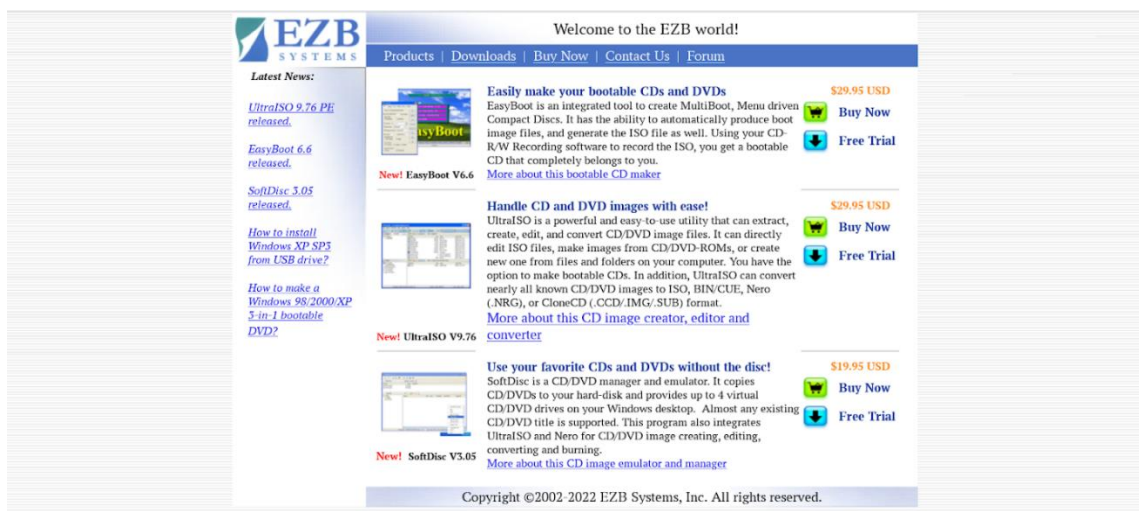 EZB
SYSTEMS
Welcome to the EZB world!
Products | Downloads | Buy Now | Contact Us | Forum
Latest News:
UltraISO 9.76 PE
released.
EasyBoot 6.6
released.
SoftDisc 3.05
released.
How to install
Windows XP SP3
from USB drive?
How to make a
Windows 98/2000/XP
5-in-1 bootable
DVD?
EasyBoot
New! EasyBoot V6.6
Easily make your bootable CDs and DVDs
EasyBoot is an integrated tool to create MultiBoot, Menu driven
Compact Discs. It has the ability to automatically produce boot
image files, and generate the ISO file as well. Using your CD-
R/W Recording software to record the ISO, you get a bootable
CD that completely belongs to you.
More about this bootable CD maker
$29.95 USD
Buy Now
Free Trial
New! UltraISO V9.76
Handle CD and DVD images with ease!
UltraISO is a powerful and easy-to-use utility that can extract,
create, edit, and convert CD/DVD image files. It can directly
edit ISO files, make images from CD/DVD-ROMs, or create
new one from files and folders on your computer. You have the
option to make bootable CDs. In addition, UltraISO can convert
nearly all known CD/DVD images to ISO, BIN/CUE, Nero
(.NRG), or CloneCD (.CCD/.IMG/.SUB) format.
More about this CD image creator, editor and
converter
$29.95 USD
Buy Now
Free Trial
New! SoftDisc V3.05
Use your favorite CDs and DVDs without the disc!
SoftDisc is a CD/DVD manager and emulator. It copies
CD/DVDs to your hard-disk and provides up to 4 virtual
CD/DVD drives on your Windows desktop. Almost any existing
CD/DVD title is supported. This program also integrates
UltraISO and Nero for CD/DVD image creating, editing,
converting and burning.
More about this CD image emulator and manager
$19.95 USD
Buy Now
Free Trial
Copyright ©2002-2022 EZB Systems, Inc. All rights reserved.